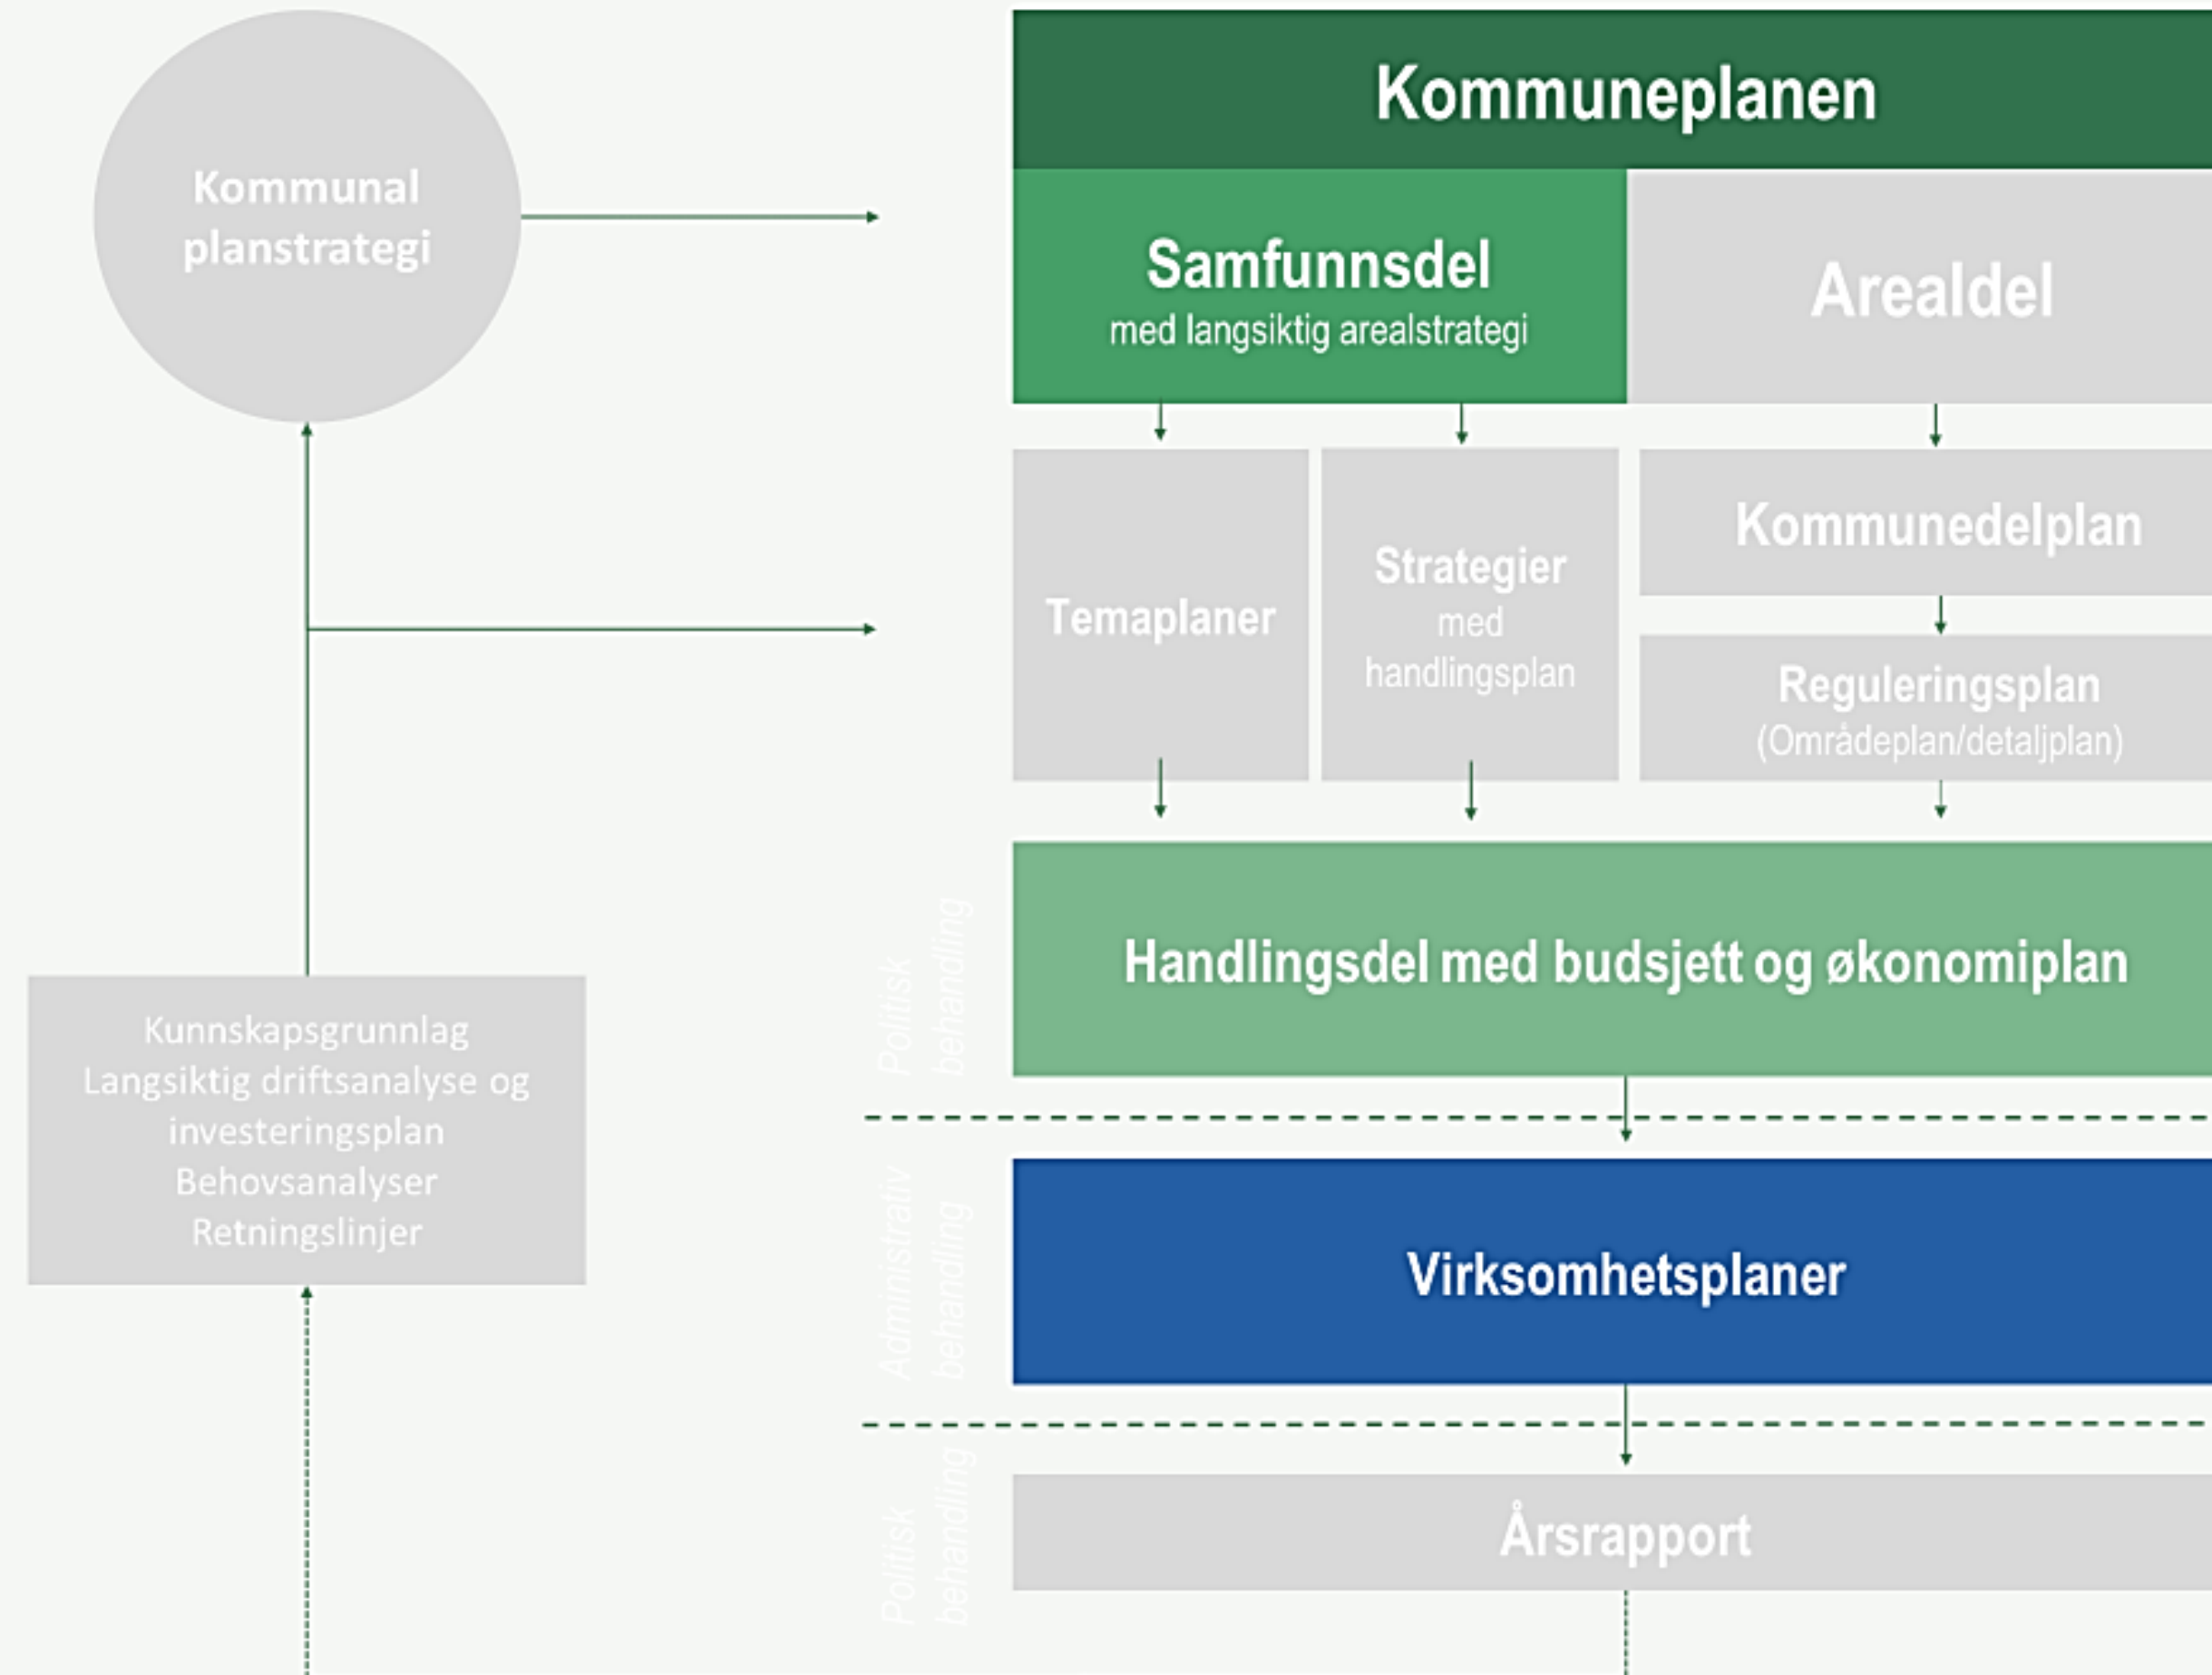 Kommunal
planstrategi
Kommuneplanen
Samfunnsdel
med langsiktig arealstrategi
Arealdel
Temaplaner
Strategier
med
handlingsplan
Kommunedelplan
Reguleringsplan
(Områdeplan/detaljplan)
Politisk
behandling
Handlingsdel med budsjett og økonomiplan
Kunnskapsgrunnlag
Langsiktig driftsanalyse og
investeringsplan
Behovsanalyser
Retningslinjer
Administrativ
behandling
Virksomhetsplaner
Politisk
behandling
Årsrapport